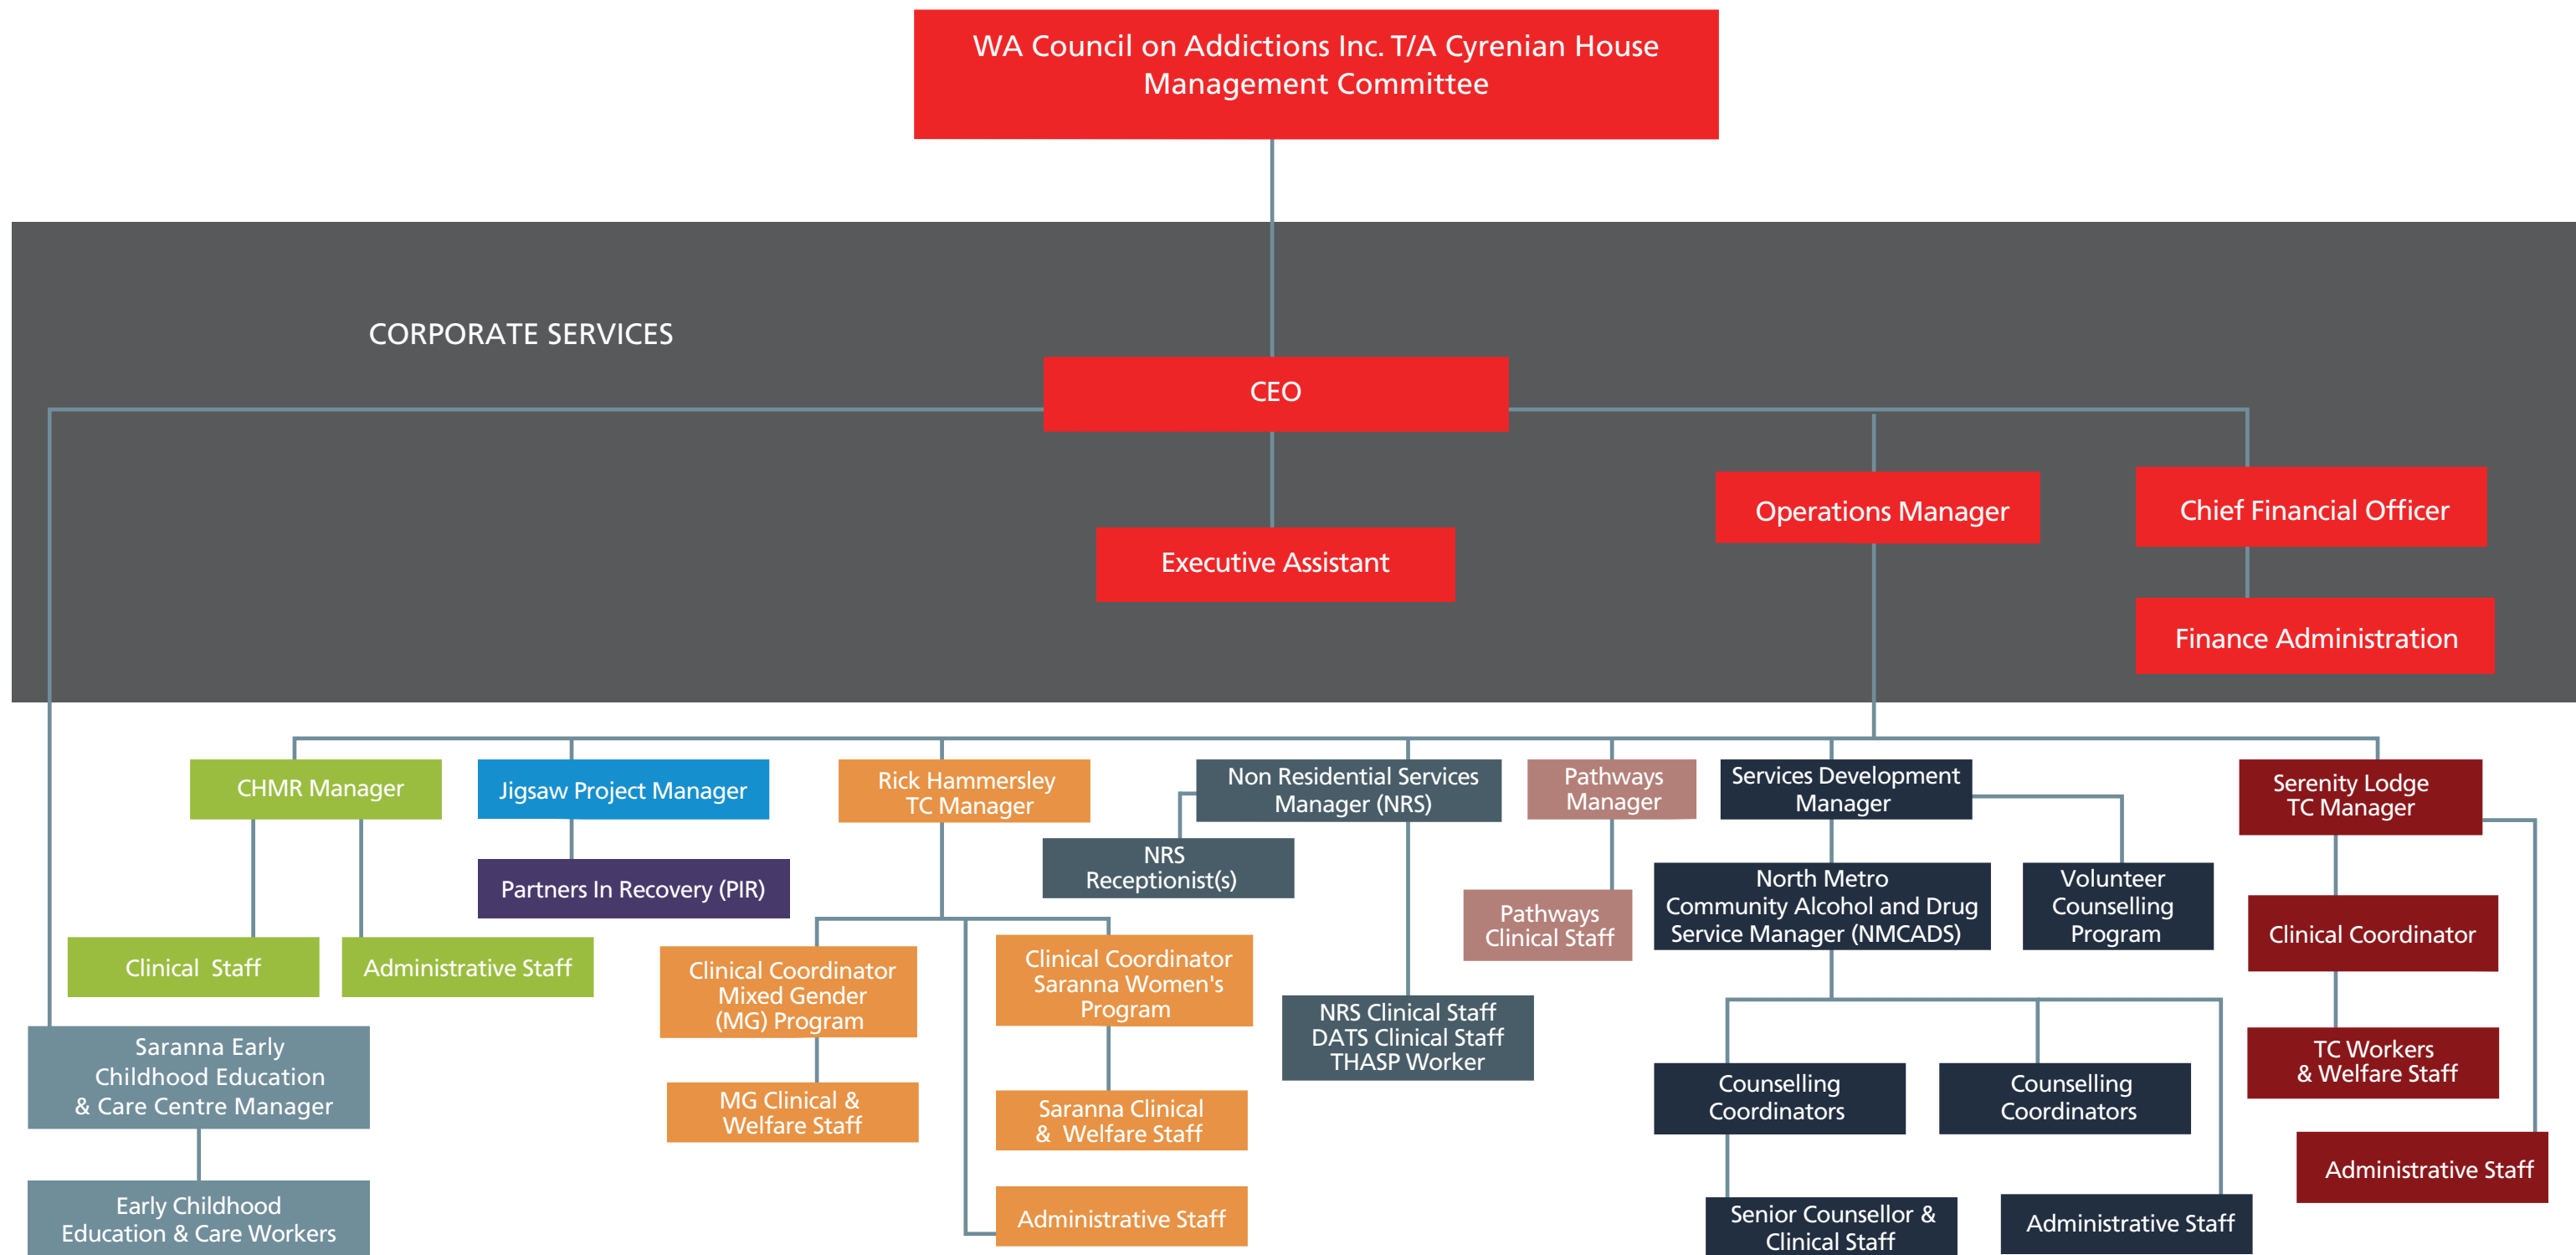 WA Council on Addictions Inc. T/A Cyrenian House
Management Committee
CORPORATE SERVICES
CEO
Executive Assistant
Operations Manager
Chief Financial Officer
Finance Administration
CHMR Manager
Clinical Staff
Administrative Staff
Saranna Early
Childhood Education
& Care Centre Manager
Early Childhood
Education & Care Workers
Jigsaw Project Manager
Partners In Recovery (PIR)
Rick Hammersley
TC Manager
Clinical Coordinator
Mixed Gender
(MG) Program
MG Clinical &
Welfare Staff
Clinical Coordinator
Saranna Women's
Program
Saranna Clinical
& Welfare Staff
Administrative Staff
Non Residential Services
Manager (NRS)
NRS
Receptionist(s)
NRS Clinical Staff
DATS Clinical Staff
THASP Worker
Pathways
Manager
Pathways
Clinical Staff
Services Development
Manager
North Metro
Community Alcohol and Drug
Service Manager (NMCADS)
Volunteer
Counselling
Program
Counselling
Coordinators
Counselling
Coordinators
Senior Counsellor &
Clinical Staff
Administrative Staff
Serenity Lodge
TC Manager
Clinical Coordinator
TC Workers
& Welfare Staff
Administrative Staff